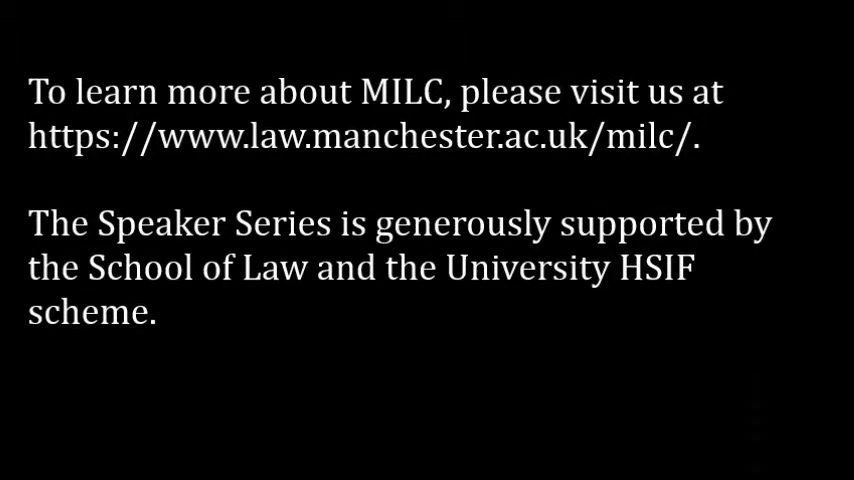 To learn more about MILC, please visit us at
https://www.law.manchester.ac.uk/milc/.
The Speaker Series is generously supported by
the School of Law and the University HSIF
scheme.